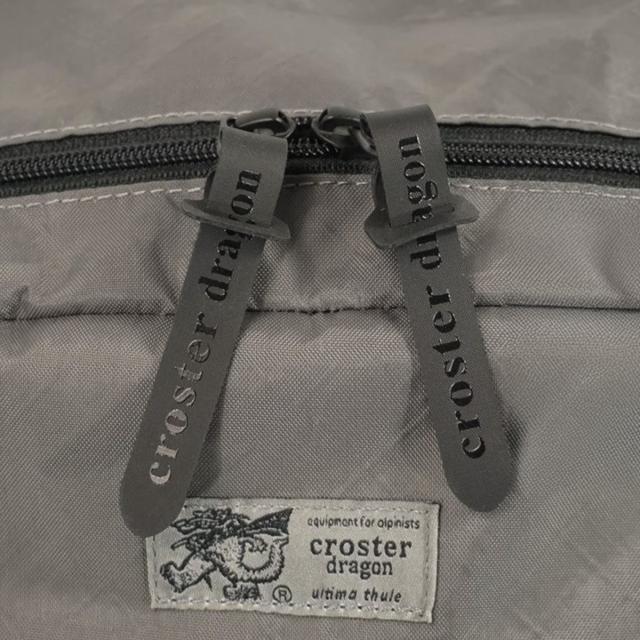 croster dragon
croster dragon
equipment for alpinists
croster
dragon
®
ultima thule